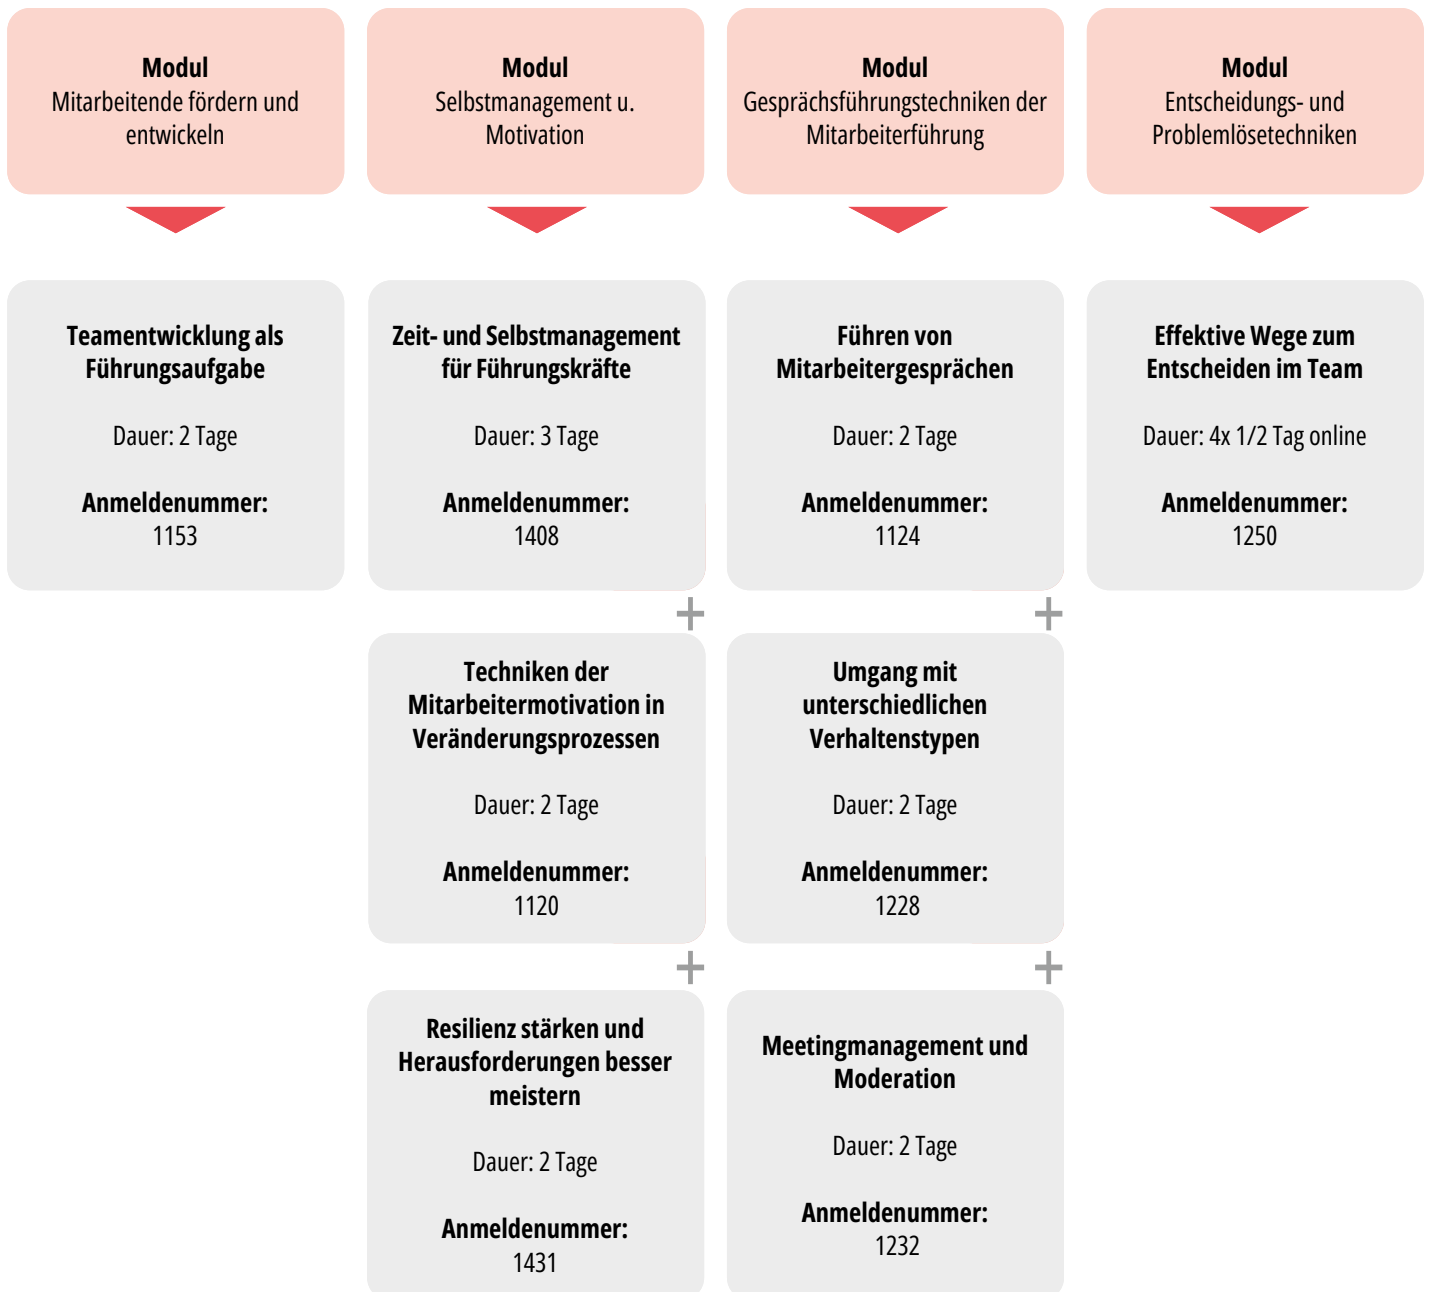 Modul
Mitarbeitende fördern und
entwickeln
Modul
Selbstmanagement u.
Motivation
Modul
Gesprächsführungstechniken der
Mitarbeiterführung
Modul
Entscheidungs- und
Problemlösetechniken
Teamentwicklung als
Führungsaufgabe
Dauer: 2 Tage
Anmeldenummer:
1153
Zeit- und Selbstmanagement
für Führungskräfte
Dauer: 3 Tage
Anmeldenummer:
1408
Führen von
Mitarbeitergesprächen
Dauer: 2 Tage
Anmeldenummer:
1124
Effektive Wege zum
Entscheiden im Team
Dauer: 4x 1/2 Tag online
Anmeldenummer:
1250
+
+
Techniken der
Mitarbeitermotivation in
Veränderungsprozessen
Dauer: 2 Tage
Anmeldenummer:
1120
Umgang mit
unterschiedlichen
Verhaltenstypen
Dauer: 2 Tage
Anmeldenummer:
1228
+
+
Resilienz stärken und
Herausforderungen besser
meistern
Dauer: 2 Tage
Anmeldenummer:
1431
Meetingmanagement und
Moderation
Dauer: 2 Tage
Anmeldenummer:
1232